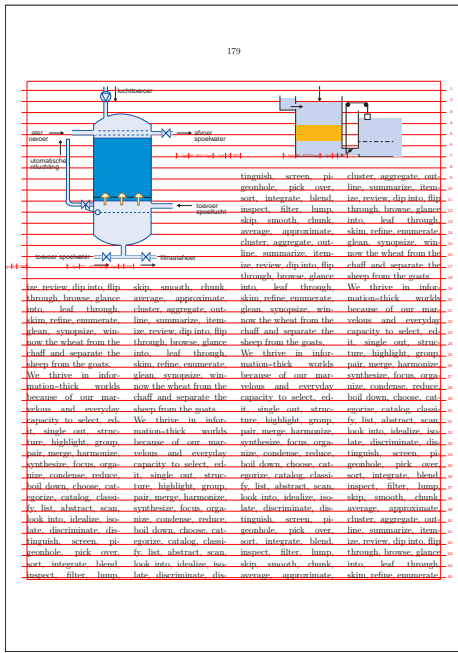 179
luchttoevoer
afvoer
spoelwater
toevoer
spoellucht
toevoer spoelwater
filtraatafvoer
ize, review, dip into, flip
through, browse, glance
into, leaf through,
skim, refine, enumerate,
glean, synopsize, win-
now the wheat from the
chaff and separate the
sheep from the goats.
We thrive in infor-
mation–thick worlds
because of our mar-
velous and everyday
capacity to select, ed-
it, single out, struc-
ture, highlight, group,
pair, merge, harmonize,
synthesize, focus, orga-
nize, condense, reduce,
boil down, choose, cat-
egorize, catalog, classi-
fy, list, abstract, scan,
look into, idealize, iso-
late, discriminate, dis-
tinguish, screen, pi-
geonhole, pick over,
sort, integrate, blend,
inspect, filter, lump,
skip, smooth, chunk,
average, approximate,
cluster, aggregate, out-
line, summarize, item-
ize, review, dip into, flip
through, browse, glance
into, leaf through,
skim, refine, enumerate,
glean, synopsize, win-
now the wheat from the
chaff and separate the
sheep from the goats.
We thrive in infor-
mation–thick worlds
because of our mar-
velous and everyday
capacity to select, ed-
it, single out, struc-
ture, highlight, group,
pair, merge, harmonize,
synthesize, focus, orga-
nize, condense, reduce,
boil down, choose, cat-
egorize, catalog, classi-
fy, list, abstract, scan,
look into, idealize, iso-
late, discriminate, dis-
tinguish, screen, pi-
geonhole, pick over,
sort, integrate, blend,
inspect, filter, lump,
skip, smooth, chunk,
average, approximate,
cluster, aggregate, out-
line, summarize, item-
ize, review, dip into, flip
through, browse, glance
into, leaf through,
skim, refine, enumerate,
glean, synopsize, win-
now the wheat from the
chaff and separate the
sheep from the goats.
We thrive in infor-
mation–thick worlds
because of our mar-
velous and everyday
capacity to select, ed-
it, single out, struc-
ture, highlight, group,
pair, merge, harmonize,
synthesize, focus, orga-
nize, condense, reduce,
boil down, choose, cat-
egorize, catalog, classi-
fy, list, abstract, scan,
look into, idealize, iso-
late, discriminate, dis-
tinguish, screen, pi-
geonhole, pick over,
sort, integrate, blend,
inspect, filter, lump,
skip, smooth, chunk,
average, approximate,
cluster, aggregate, out-
line, summarize, item-
ize, review, dip into, flip
through, browse, glance
into, leaf through,
skim, refine, enumerate,
glean, synopsize, win-
now the wheat from the
chaff and separate the
sheep from the goats.
We thrive in infor-
mation–thick worlds
because of our mar-
velous and everyday
capacity to select, ed-
it, single out, struc-
ture, highlight, group,
pair, merge, harmonize,
synthesize, focus, orga-
nize, condense, reduce,
boil down, choose, cat-
egorize, catalog, classi-
fy, list, abstract, scan,
look into, idealize, iso-
late, discriminate, dis-
tinguish, screen, pi-
geonhole, pick over,
sort, integrate, blend,
inspect, filter, lump,
skip, smooth, chunk,
average, approximate,
cluster, aggregate, out-
line, summarize, item-
ize, review, dip into, flip
through, browse, glance
into, leaf through,
skim, refine, enumerate,